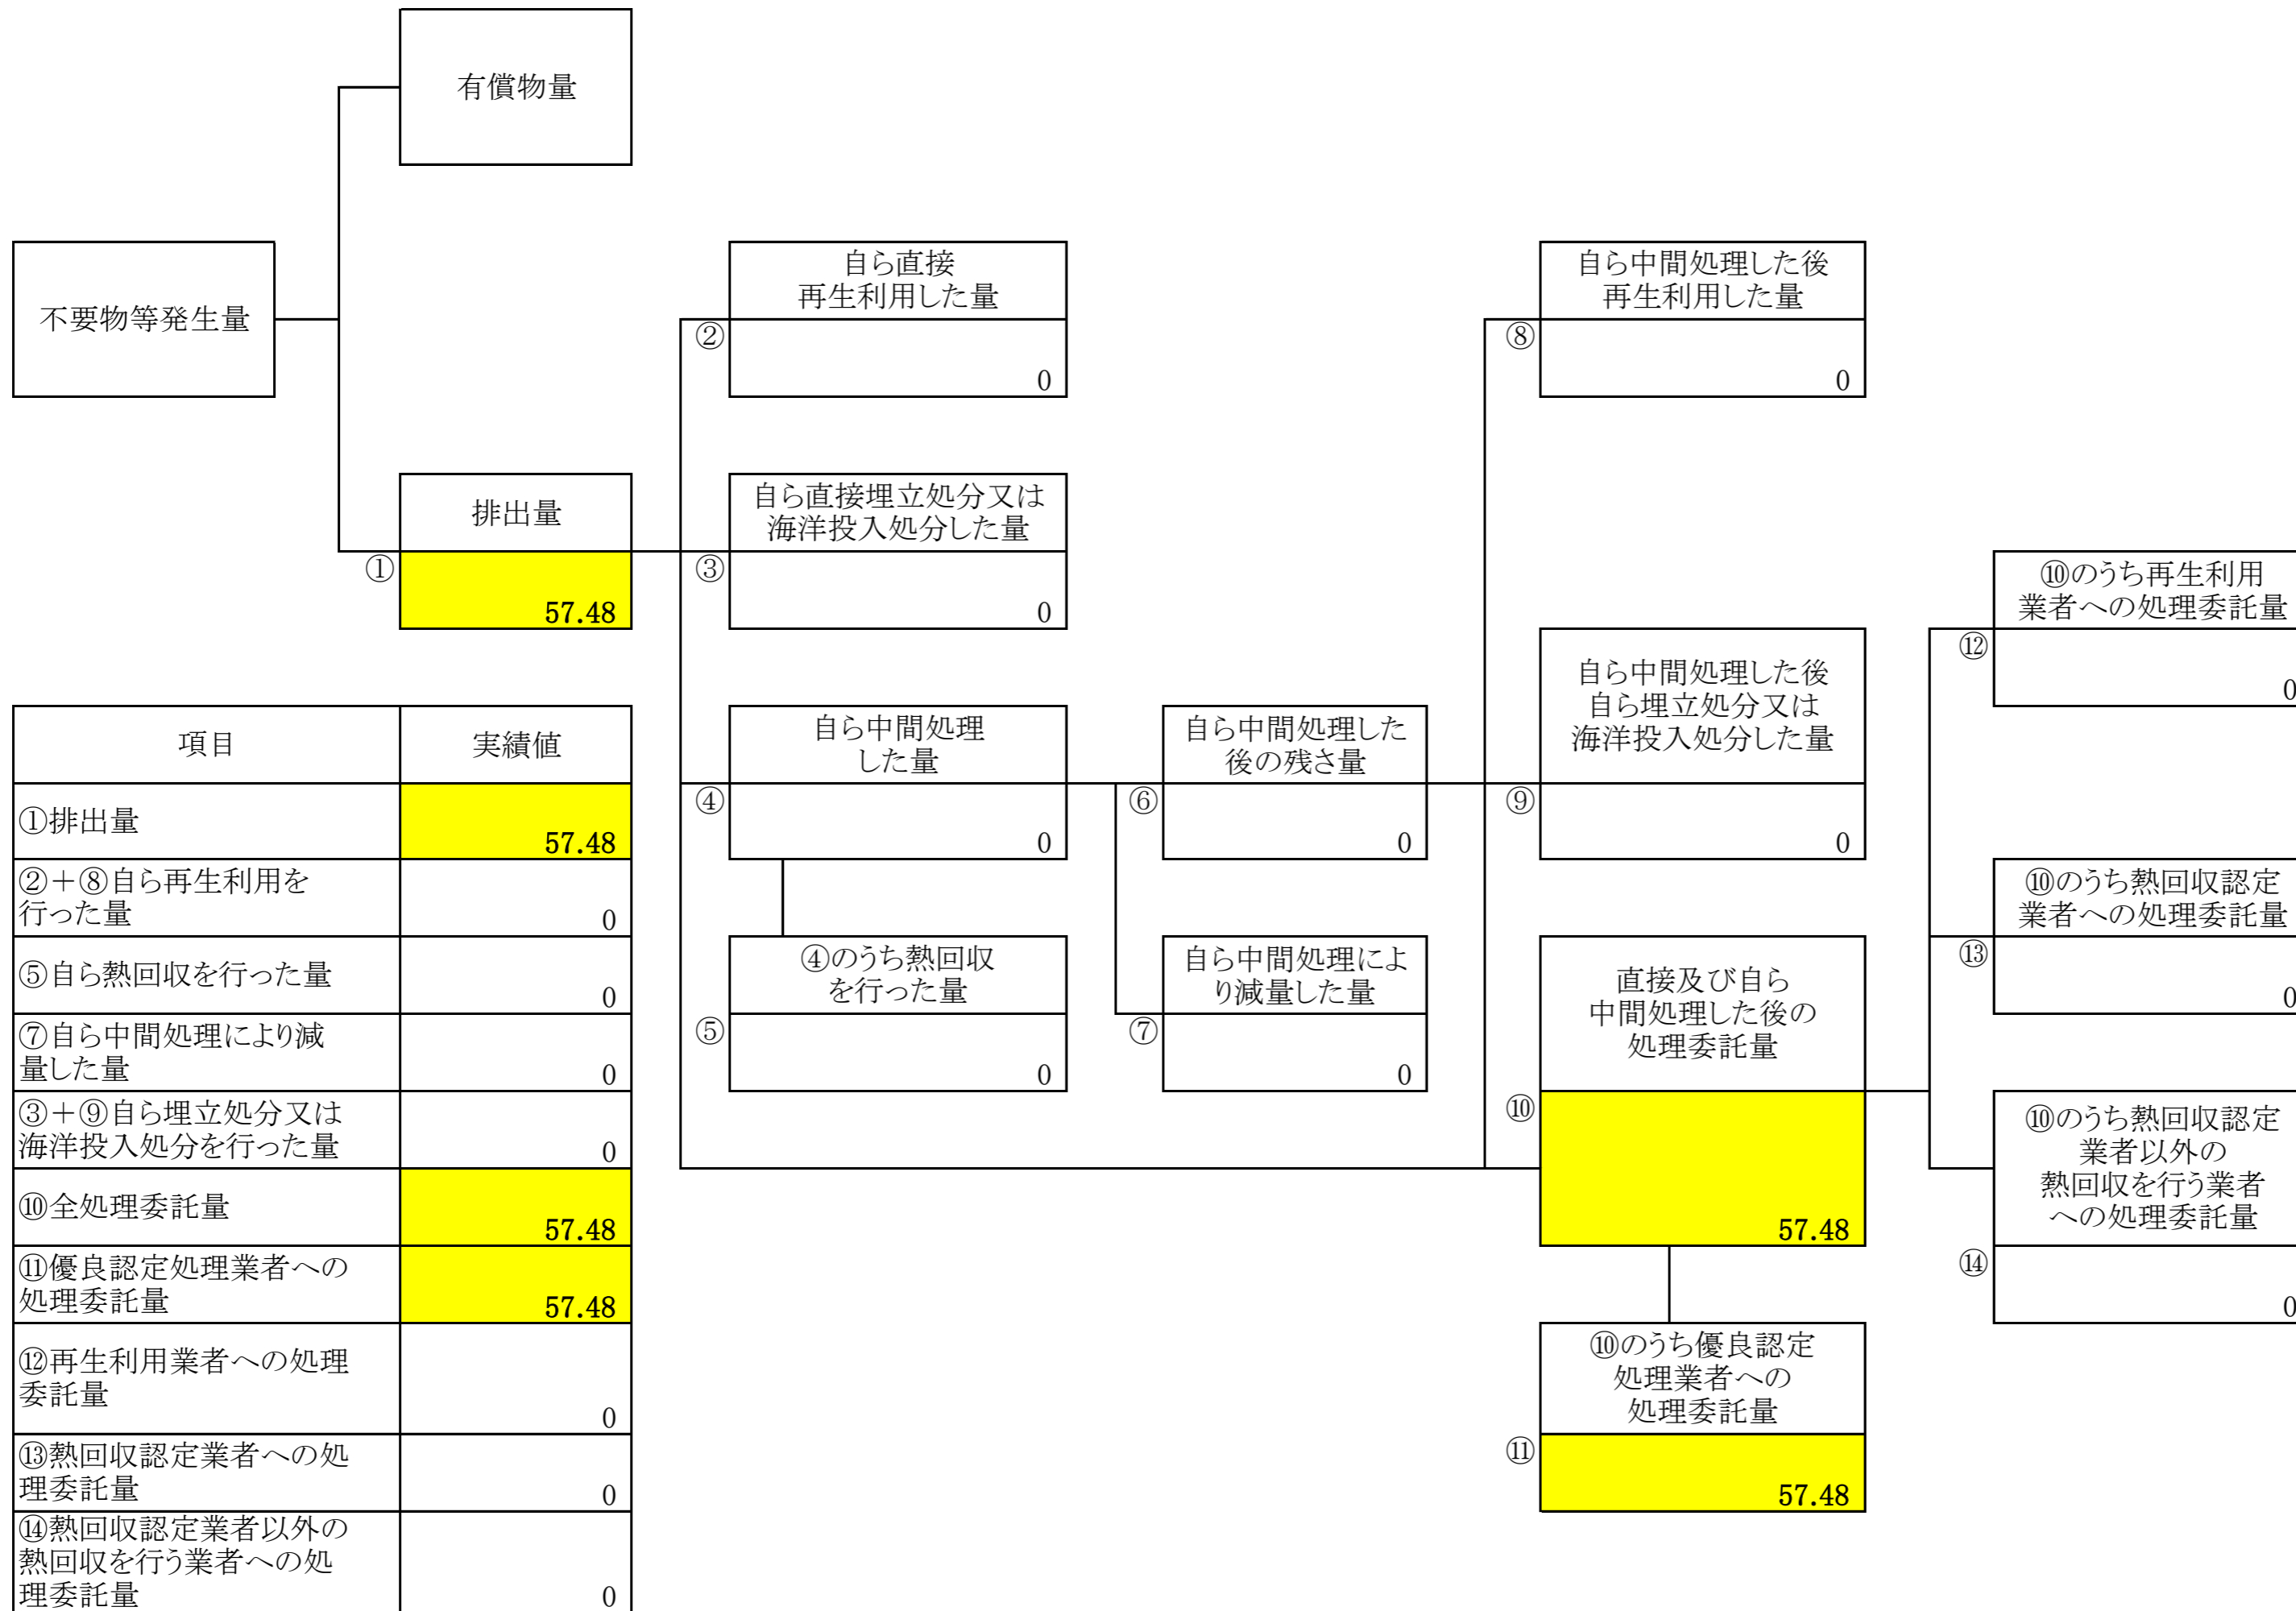 有償物量
不要物等発生量
自ら直接
再生利用した量
②
0
自ら中間処理した後
再生利用した量
⑧
0
排出量
①
57.48
自ら直接埋立処分又は
海洋投入処分した量
③
0
⑩のうち再生利用
業者への処理委託量
⑫
0
自ら中間処理した後
自ら埋立処分又は
海洋投入処分した量
⑨
0
自ら中間処理
した量
④
0
自ら中間処理した
後の残さ量
⑥
0
④のうち熱回収
を行った量
⑤
0
自ら中間処理によ
り減量した量
⑦
0
直接及び自ら
中間処理した後の
処理委託量
⑩
57.48
⑩のうち熱回収認定
業者への処理委託量
⑬
0
⑩のうち熱回収認定
業者以外の
熱回収を行う業者
への処理委託量
⑭
0
⑩のうち優良認定
処理業者への
処理委託量
⑪
57.48
項目 実績値
①排出量
57.48
②+⑧自ら再生利用を
行った量
0
⑤自ら熱回収を行った量
0
⑦自ら中間処理により減
量した量
0
③+⑨自ら埋立処分又は
海洋投入処分を行った量
0
⑩全処理委託量
57.48
⑪優良認定処理業者への
処理委託量
57.48
⑫再生利用業者への処理
委託量
0
⑬熱回収認定業者への処
理委託量
0
⑭熱回収認定業者以外の
熱回収を行う業者への処
理委託量
0